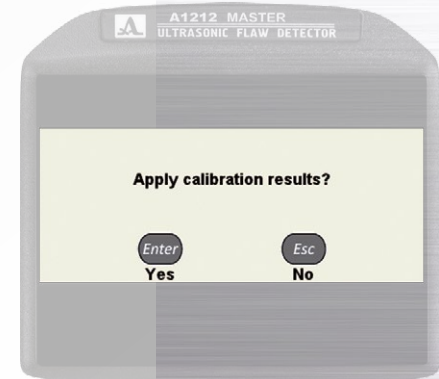 A1212 MASTER
ULTRASONIC FLAW DETECTOR
Apply calibration results?
Enter Esc
Yes No